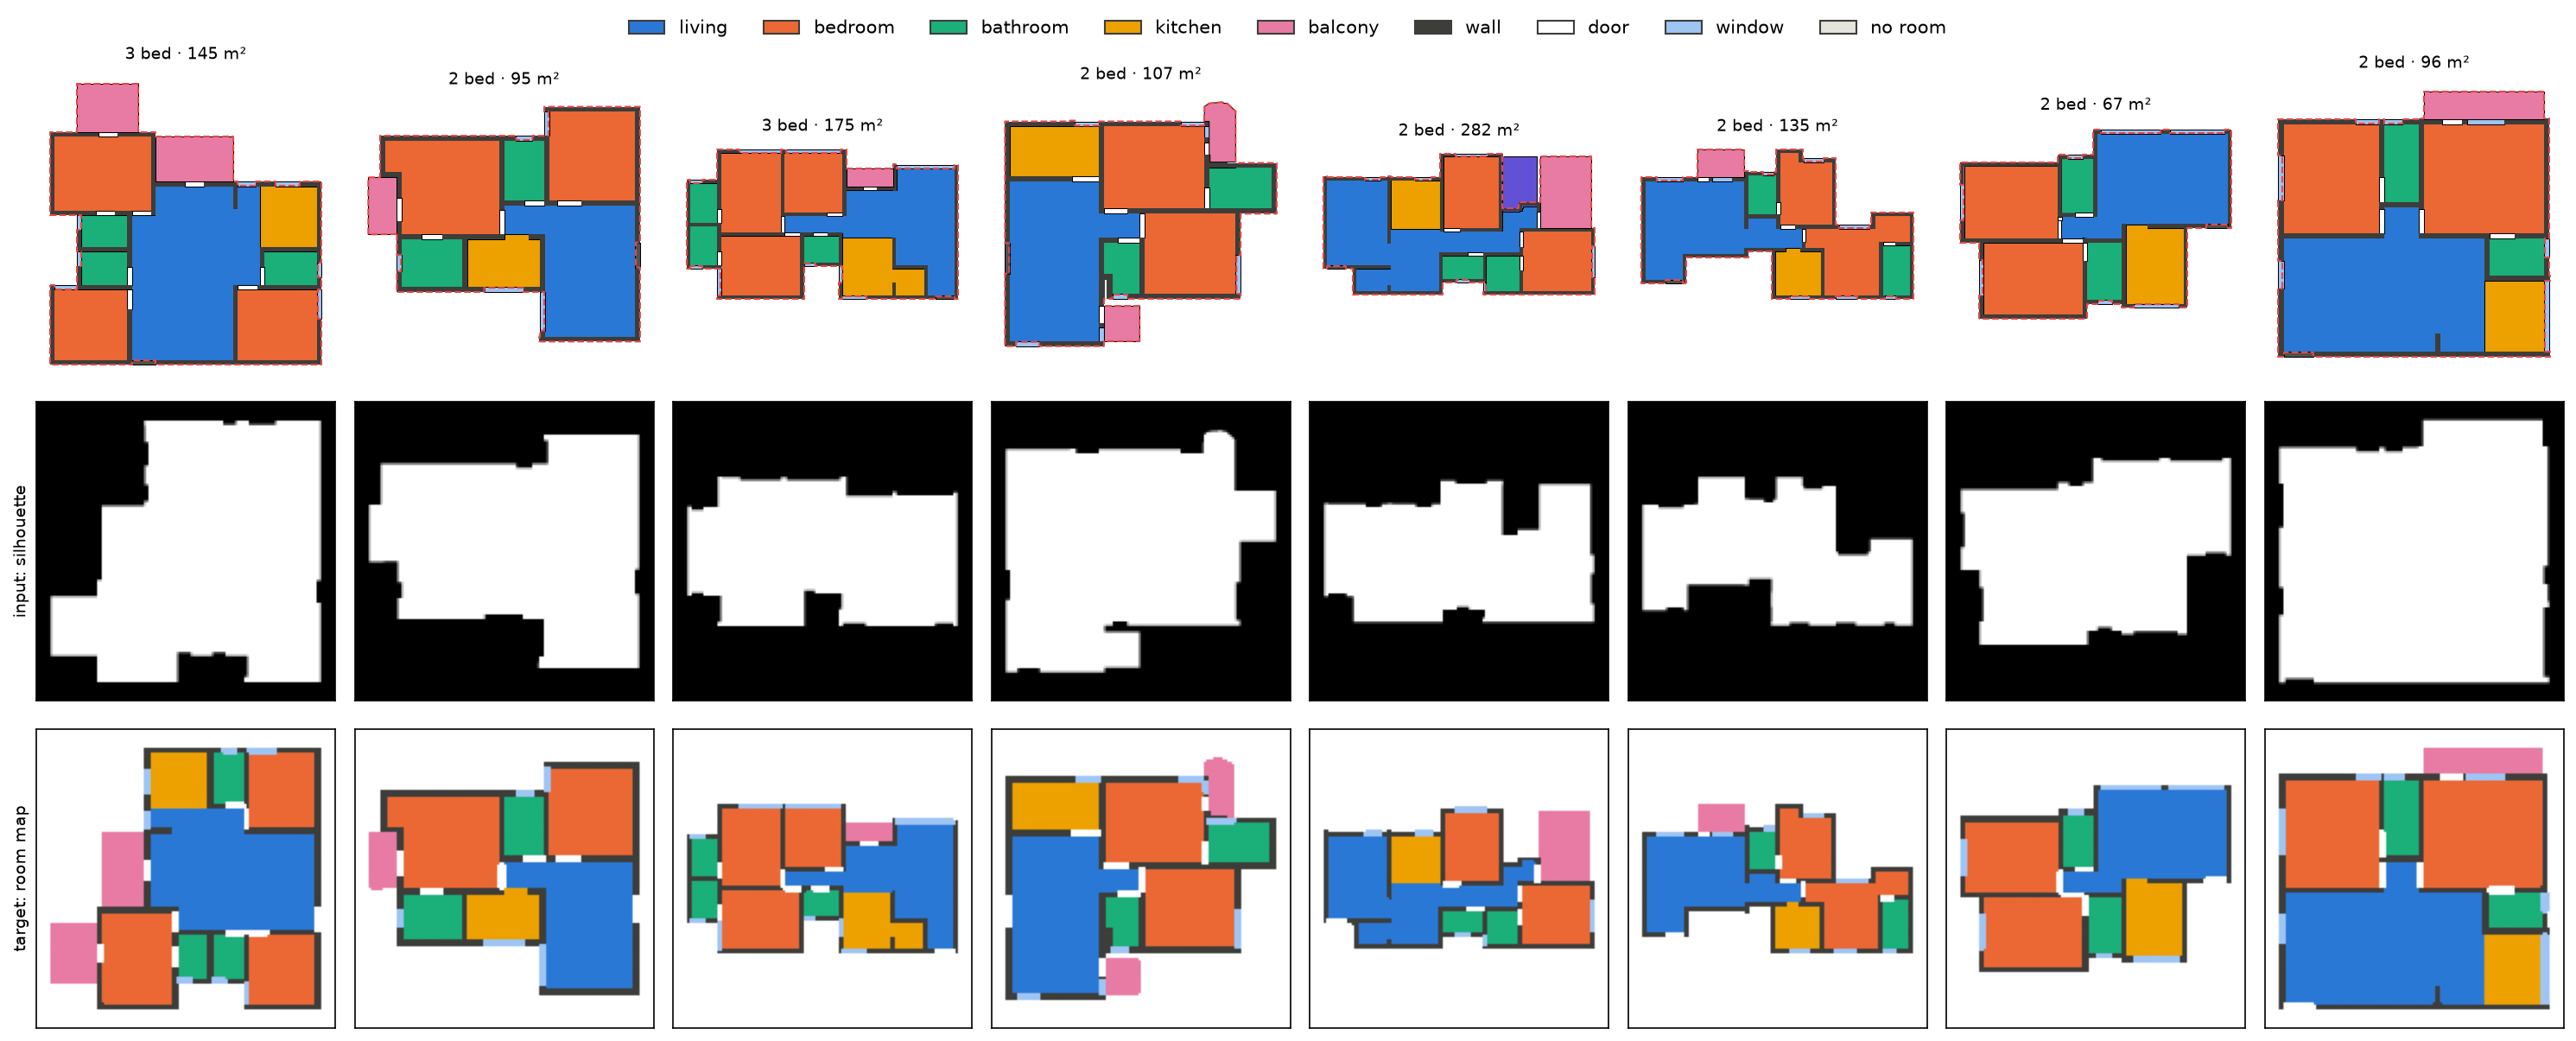 living bedroom bathroom kitchen balcony wall door window no room
3 bed · 145 m²
2 bed · 95 m²
3 bed · 175 m²
2 bed · 107 m²
2 bed · 282 m²
2 bed · 135 m²
2 bed · 67 m²
2 bed · 96 m²
input: silhouette
target: room map